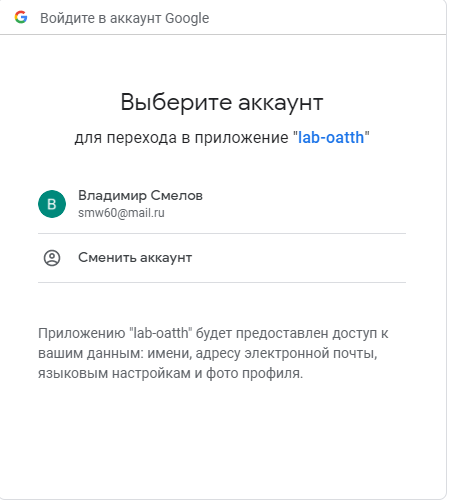 Войдите в аккаунт Google
Выберите аккаунт
для перехода в приложение "lab-oatth"
В
Владимир Смелов
smw60@mail.ru
Сменить аккаунт
Приложению "lab-oatth" будет предоставлен доступ к
вашим данным: имени, адресу электронной почты,
языковым настройкам и фото профиля.